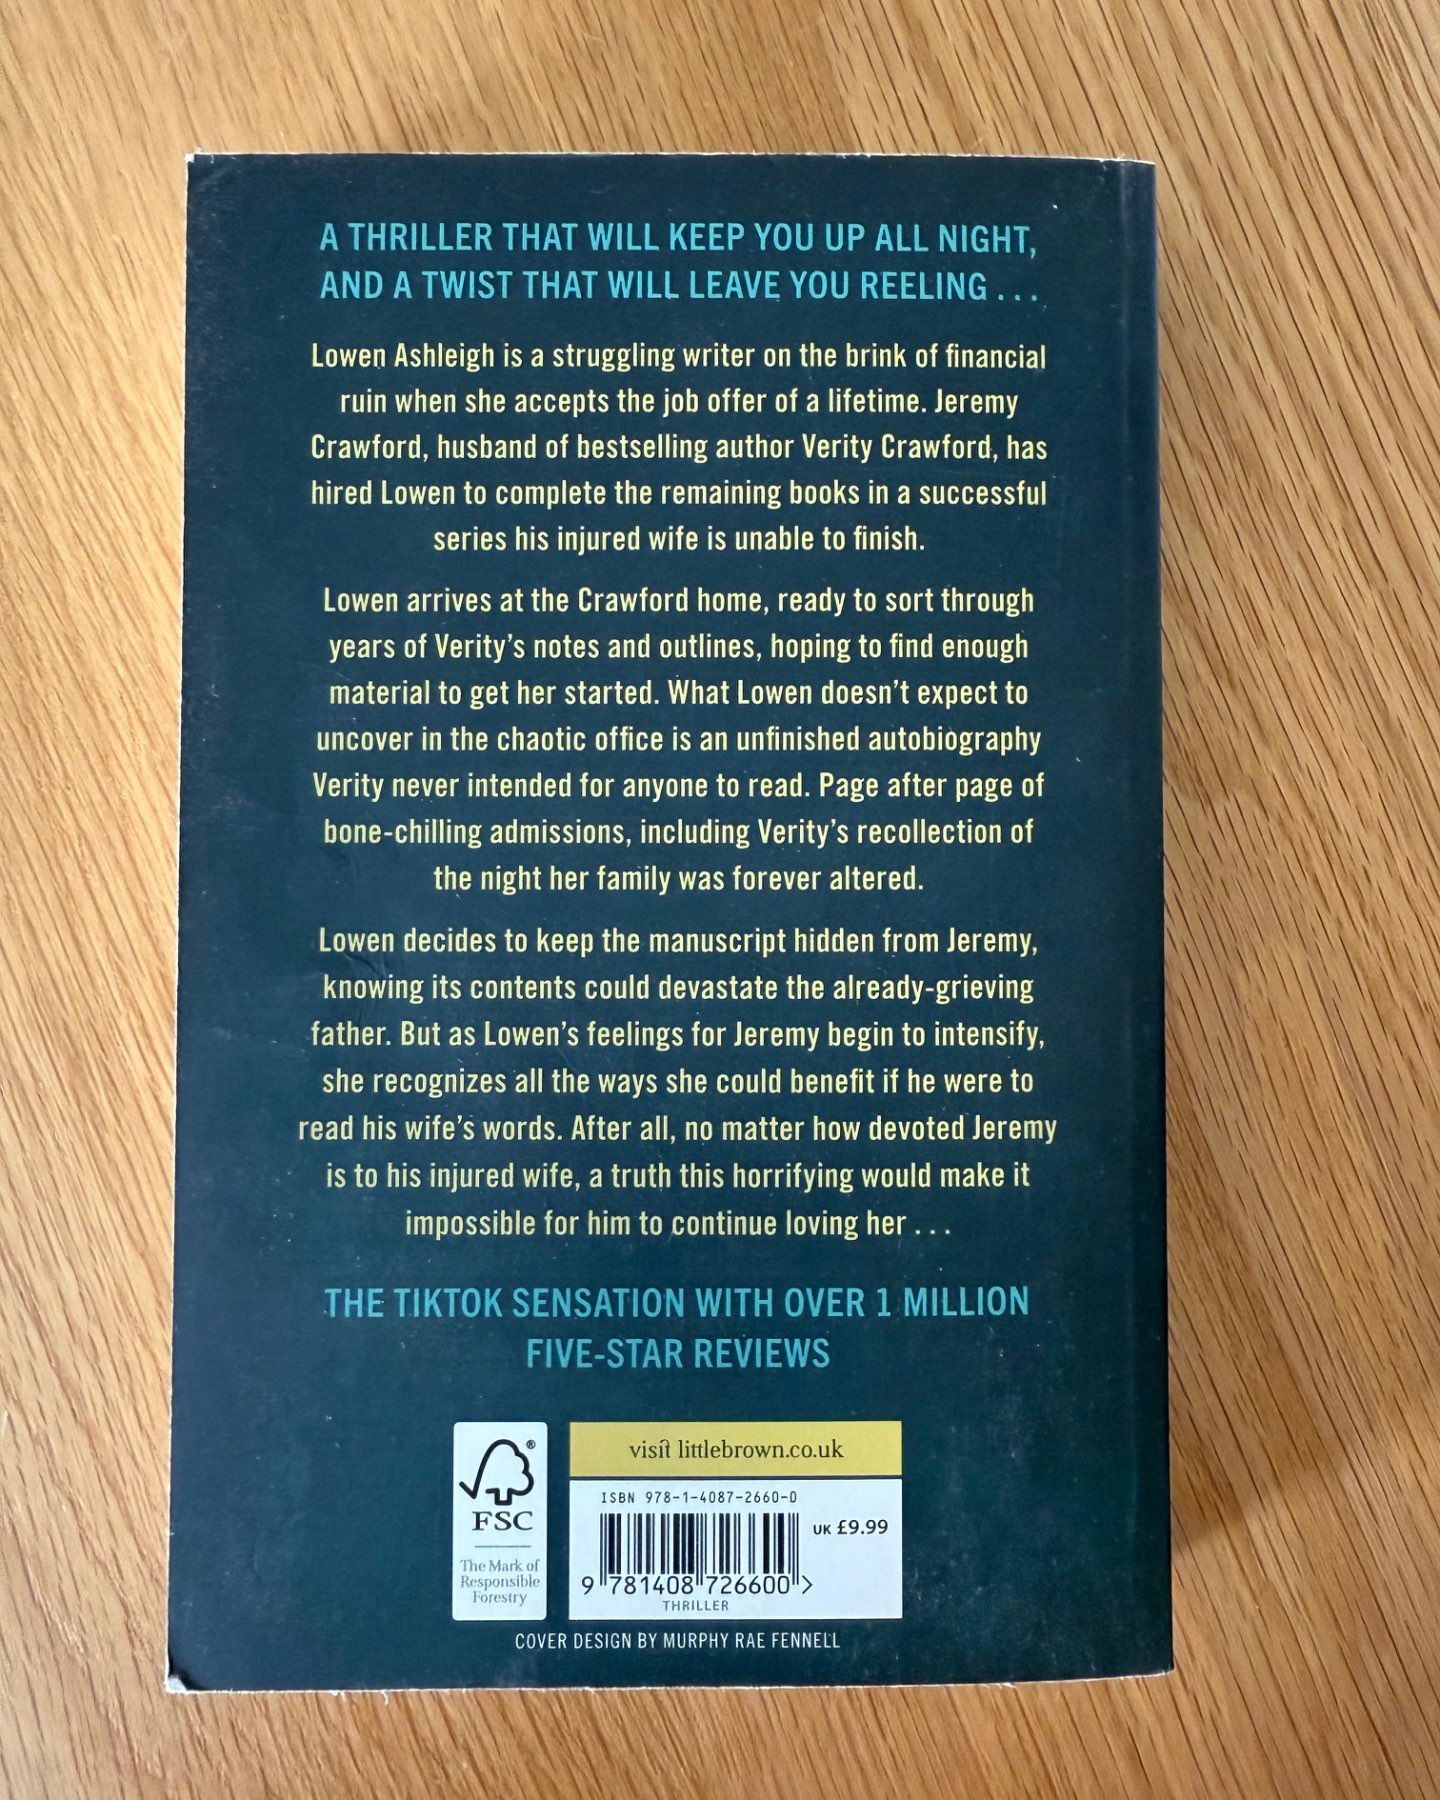 A THRILLER THAT WILL KEEP YOU UP ALL NIGHT,
AND A TWIST THAT WILL LEAVE YOU REELING . . .
Lowen Ashleigh is a struggling writer on the brink of financial
ruin when she accepts the job offer of a lifetime. Jeremy
Crawford, husband of bestselling author Verity Crawford, has
hired Lowen to complete the remaining books in a successful
series his injured wife is unable to finish.
Lowen arrives at the Crawford home, ready to sort through
years of Verity’s notes and outlines, hoping to find enough
material to get her started. What Lowen doesn’t expect to
uncover in the chaotic office is an unfinished autobiography
Verity never intended for anyone to read. Page after page of
bone-chilling admissions, including Verity’s recollection of
the night her family was forever altered.
Lowen decides to keep the manuscript hidden from Jeremy,
knowing its contents could devastate the already-grieving
father. But as Lowen’s feelings for Jeremy begin to intensify,
she recognizes all the ways she could benefit if he were to
read his wife’s words. After all, no matter how devoted Jeremy
is to his injured wife, a truth this horrifying would make it
impossible for him to continue loving her . . .
THE TIKTOK SENSATION WITH OVER 1 MILLION
FIVE-STAR REVIEWS
FSC
®
The Mark of
Responsible
Forestry
visit littlebrown.co.uk
ISBN 978-1-4087-2660-0
UK £9.99
9 781408 726600 >
THRILLER
COVER DESIGN BY MURPHY RAE FENNELL